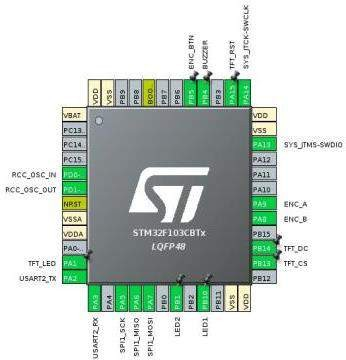 ENC_BTN
BUZZER
TFT_RST
SYS_JTCK-SWCLK
VDD
VSS
PB9
PB8
BOO..
PB7
PB6
PB5
PB4
PB3
PA15
PA14
VBAT
PC13..
PC14..
PC15..
RCC_OSC_IN
PD0-..
RCC_OSC_OUT
PD1-..
NRST
VSSA
VDDA
PA0-..
TFT_LED
PA1
USART2_TX
PA2
VDD
VSS
PA13
SYS_JTMS-SWDIO
PA12
PA11
PA10
PA9
ENC_A
PA8
ENC_B
PB15
PB14
TFT_DC
PB13
TFT_CS
PB12
ST
STM32F103CBTx
LQFP48
PA3
PA4
PA5
PA6
PA7
PB0
PB1
PB2
PB10
PB11
VSS
VDD
USART2_RX
SPI1_SCK
SPI1_MISO
SPI1_MOSI
LED2
LED1